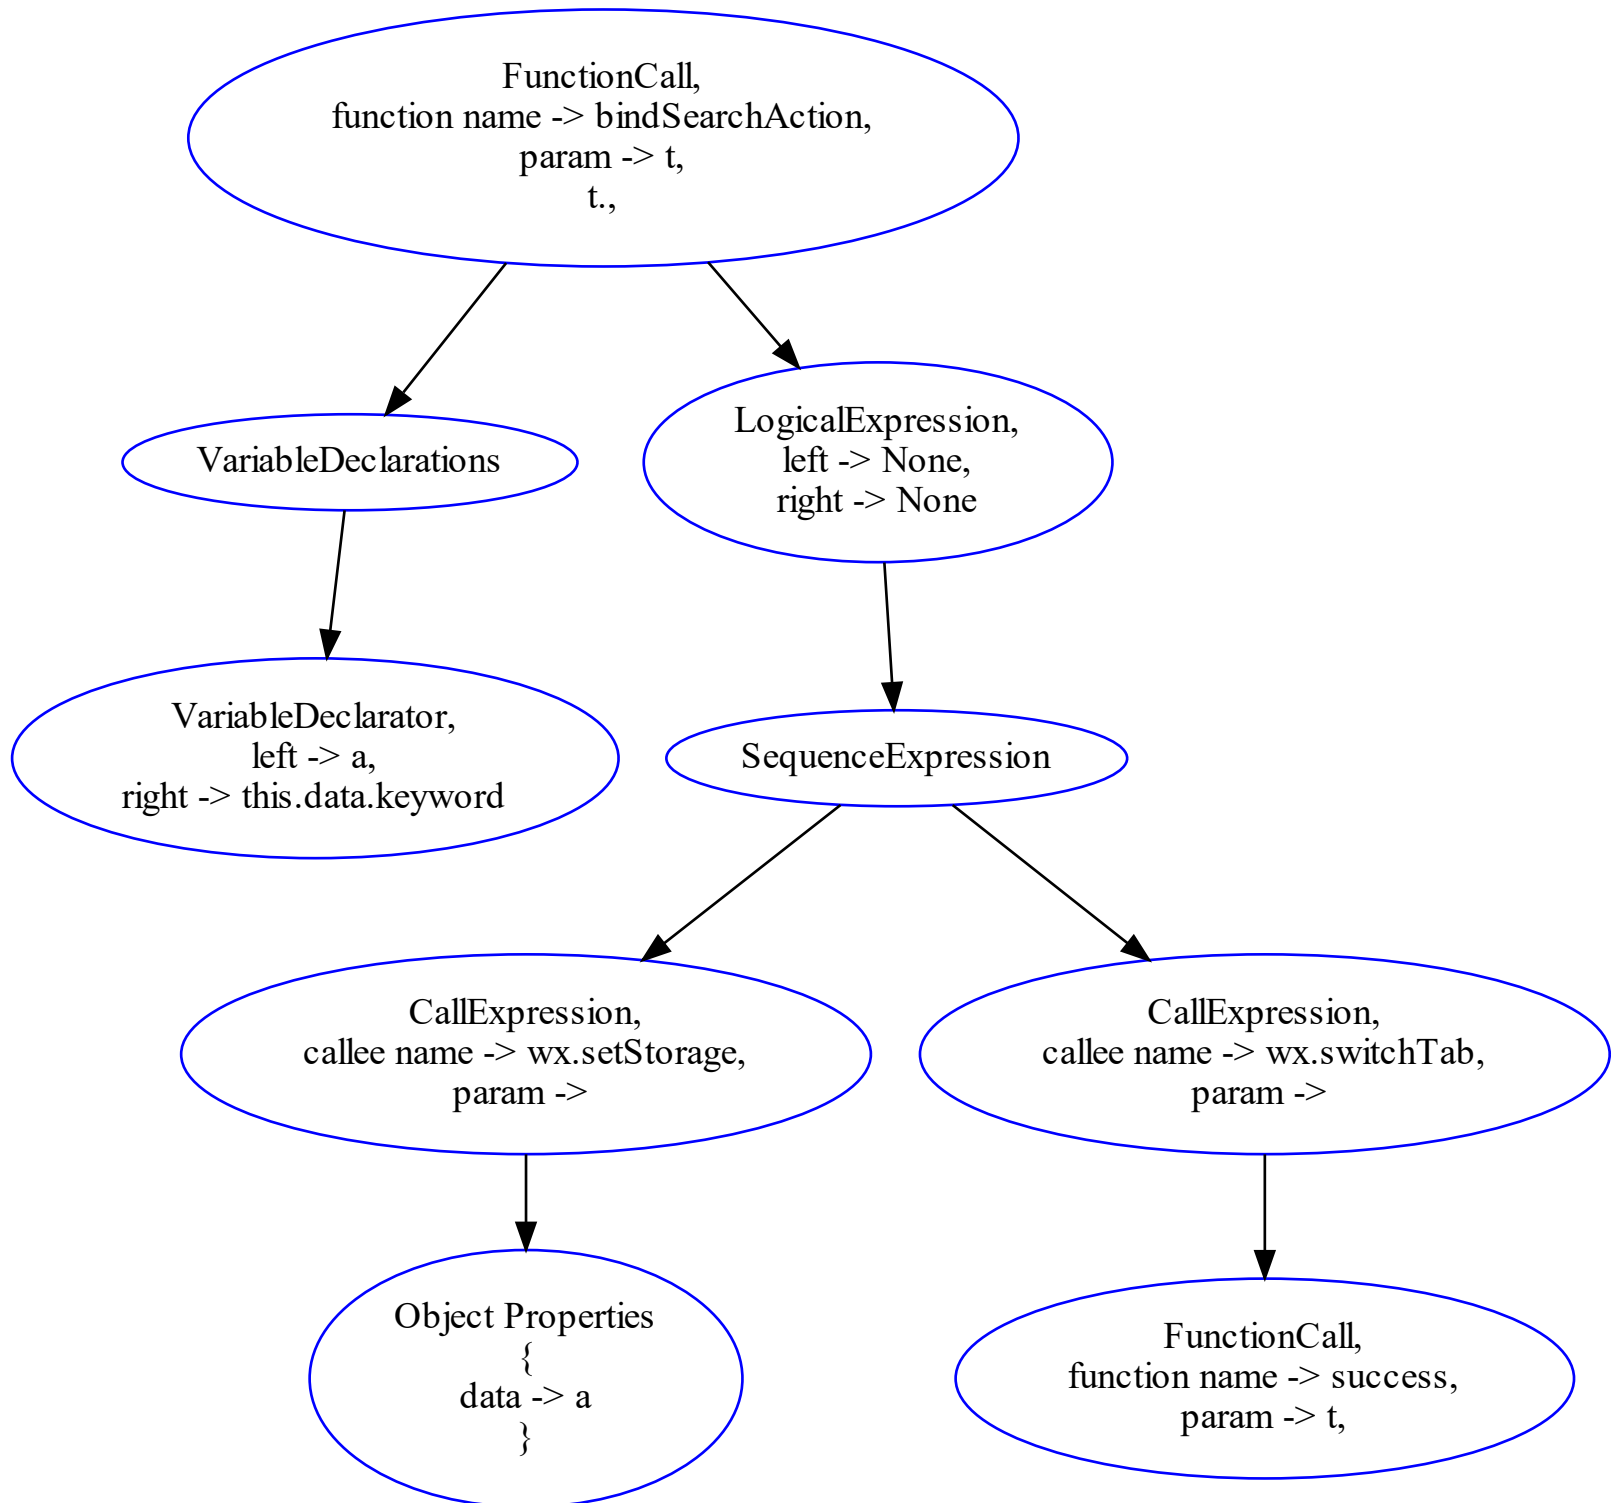 FunctionCall,
function name -> bindSearchAction,
param -> t,
t.,
VariableDeclarations
LogicalExpression,
left -> None,
right -> None
VariableDeclarator,
left -> a,
right -> this.data.keyword
SequenceExpression
CallExpression,
callee name -> wx.setStorage,
param ->
CallExpression,
callee name -> wx.switchTab,
param ->
Object Properties
{
data -> a
}
FunctionCall,
function name -> success,
param -> t,